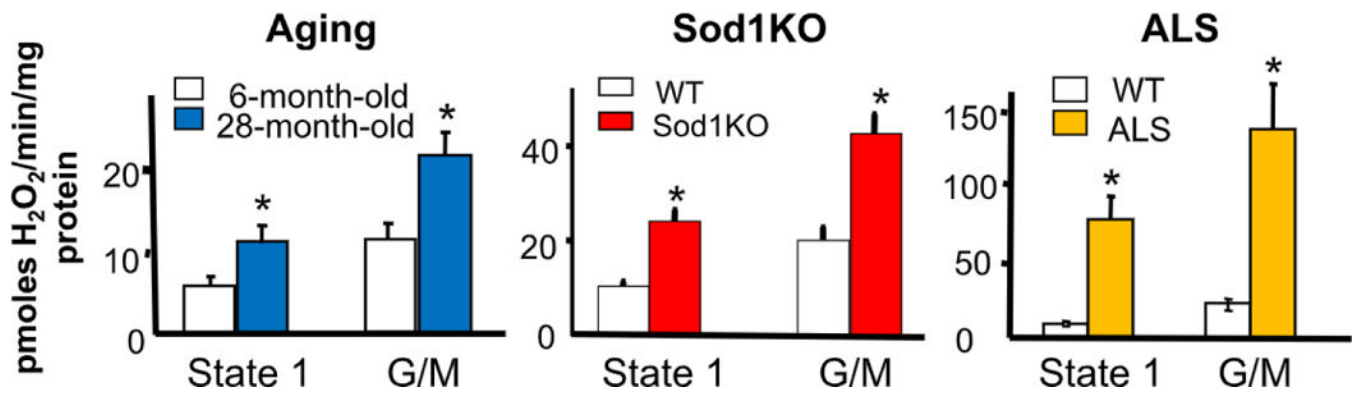 pmoles H₂O₂/min/mg
protein
Aging
6-month-old
28-month-old
*
*
20
10
0
State 1
G/M
Sod1KO
WT
Sod1KO
*
*
40
20
0
State 1
G/M
ALS
WT
ALS
*
*
150
100
50
0
State 1
G/M